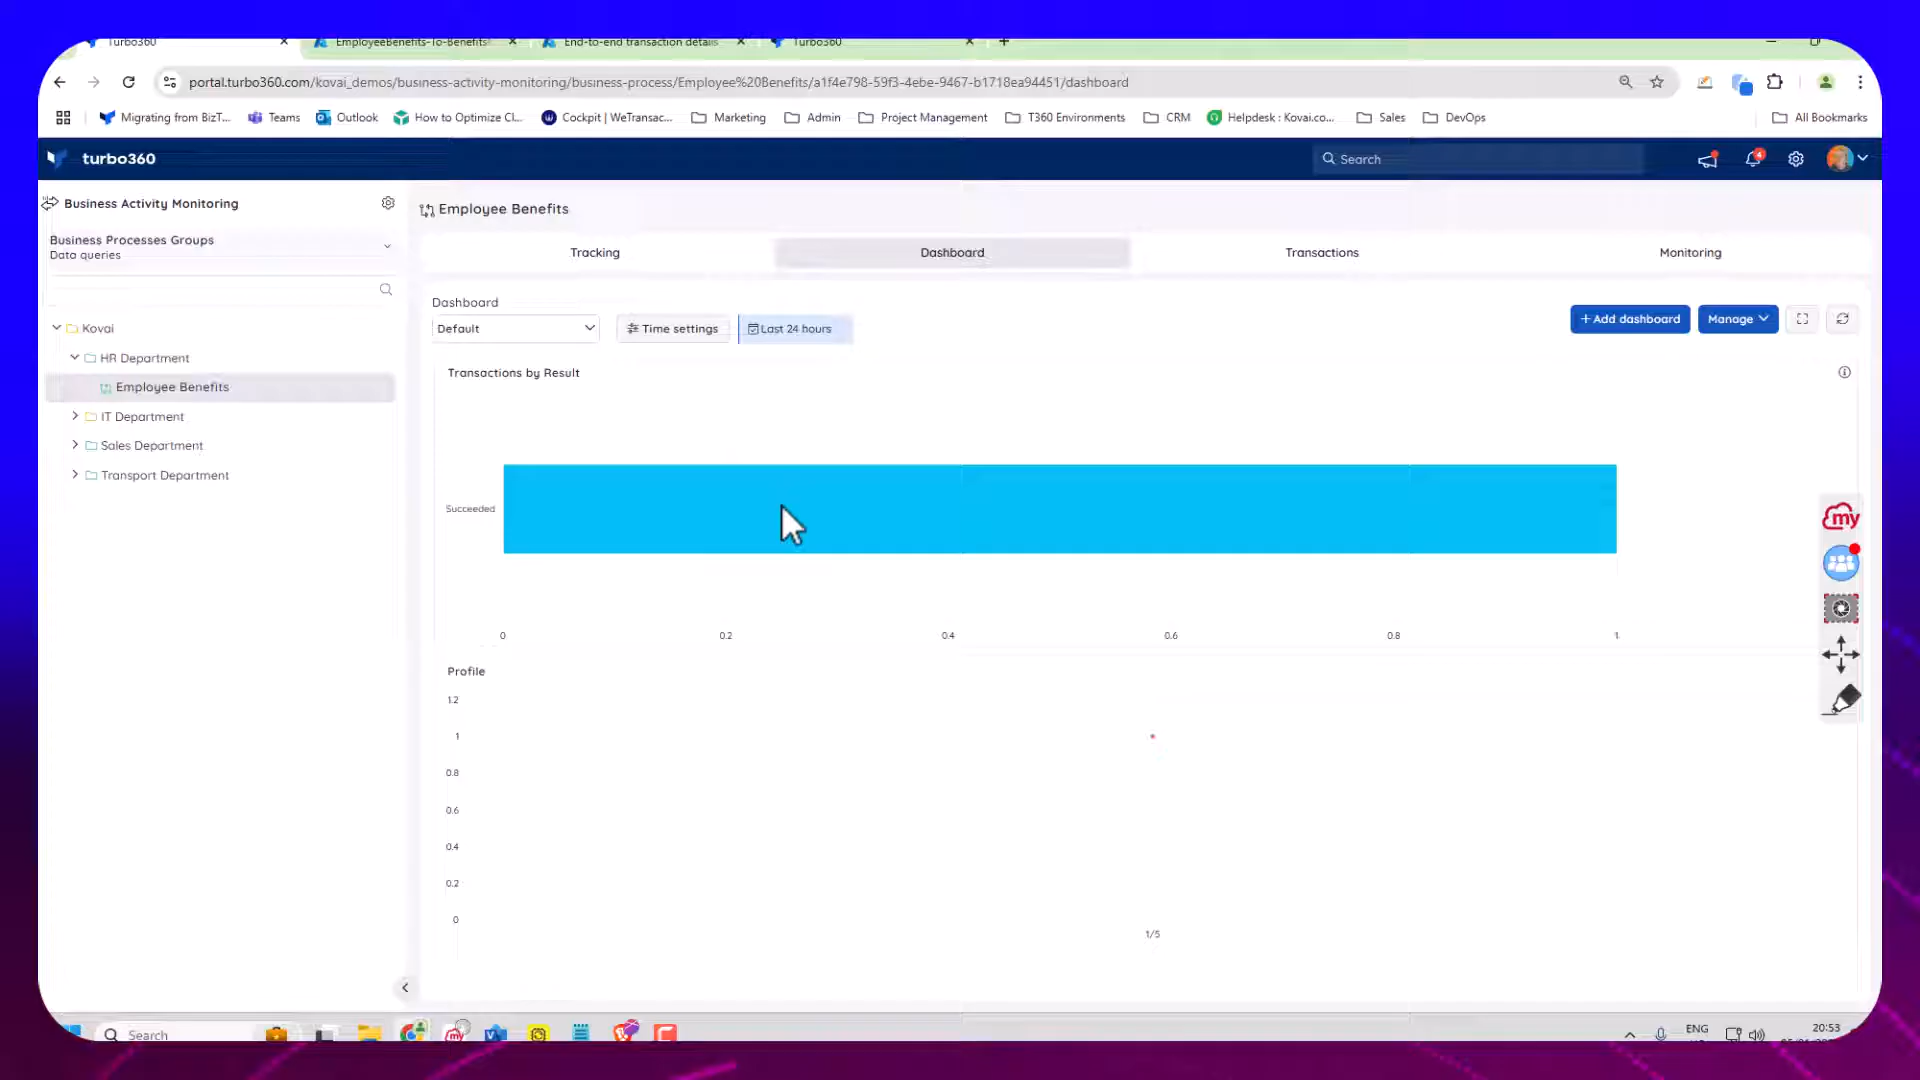 Turbo360
EmployeeBenefits-To-Benefits
End-to-end transaction details
Turbo360
portal.turbo360.com/kovai_demos/business-activity-monitoring/business-process/Employee%20Benefits/a1f4e798-59f3-4ebe-9467-b1718ea94451/dashboard
Migrating from BizT...
Teams
Outlook
How to Optimize Cl...
Cockpit | WeTransac...
Marketing
Admin
Project Management
T360 Environments
CRM
Helpdesk : Kovai.co...
Sales
DevOps
All Bookmarks
turbo360
Search
4
Business Activity Monitoring
Business Processes Groups
Data queries
Kovai
HR Department
Employee Benefits
IT Department
Sales Department
Transport Department
Employee Benefits
Tracking
Dashboard
Transactions
Monitoring
Dashboard
Default
Time settings
Last 24 hours
+ Add dashboard
Manage
Transactions by Result
Succeeded
0
0.2
0.4
0.6
0.8
1
Profile
1.2
1
0.8
0.6
0.4
0.2
0
1/5
my
Search
ENG
20:53